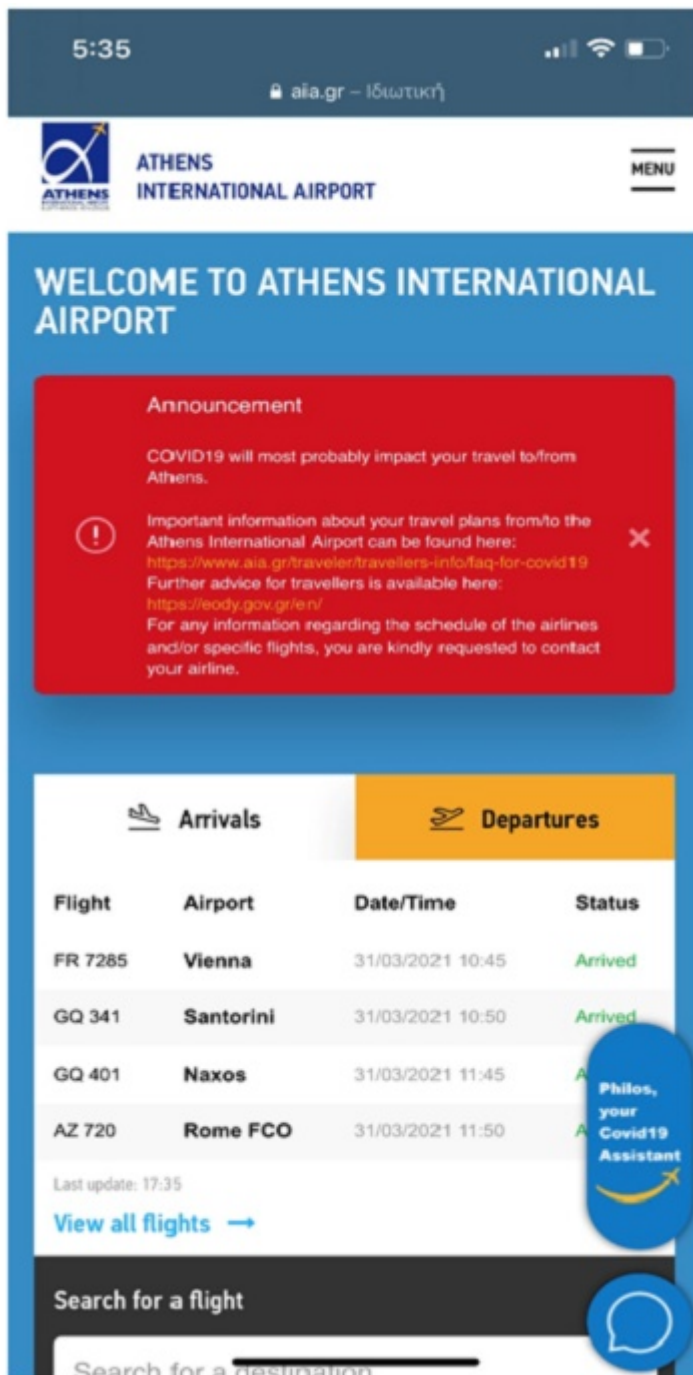 5:35
aia.gr – Ιδιωτική
ATHENS
ATHENS
INTERNATIONAL AIRPORT
MENU
WELCOME TO ATHENS INTERNATIONAL
AIRPORT
Announcement
COVID19 will most probably impact your travel to/from
Athens.
Important information about your travel plans from/to the
Athens International Airport can be found here:
https://www.aia.gr/traveler/travellers-info/faq-for-covid19
Further advice for travellers is available here:
https://eody.gov.gr/en/
For any information regarding the schedule of the airlines
and/or specific flights, you are kindly requested to contact
your airline.
Arrivals Departures
Flight Airport Date/Time Status
FR 7285 Vienna 31/03/2021 10:45 Arrived
GQ 341 Santorini 31/03/2021 10:50 Arrived
GQ 401 Naxos 31/03/2021 11:45 A
AZ 720 Rome FCO 31/03/2021 11:50 A
Philos,
your
Covid19
Assistant
Last update: 17:35
View all flights →
Search for a flight
Search for a destination